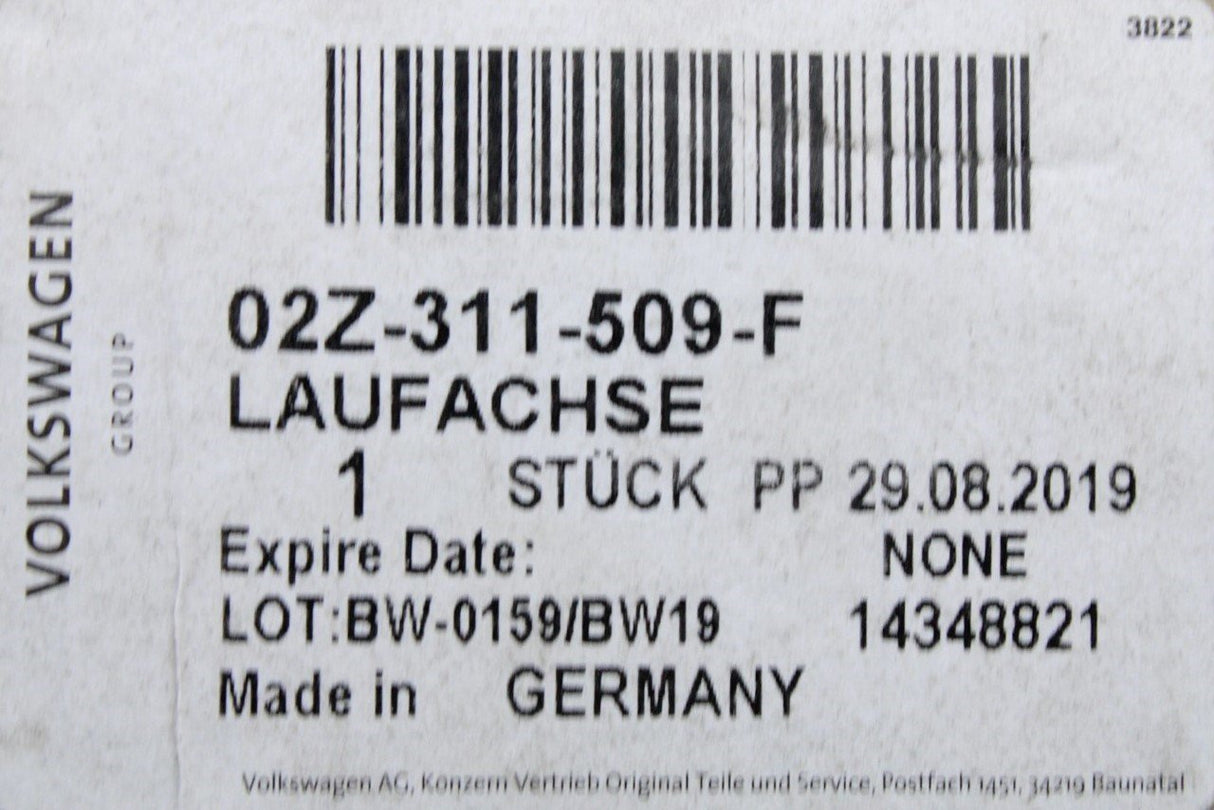 3822
VOLKSWAGEN
GROUP
02Z-311-509-F
LAUFACHSE
1 STÜCK PP 29.08.2019
Expire Date: NONE
LOT:BW-0159/BW19 14348821
Made in GERMANY
Volkswagen AG, Konzern Vertrieb Original Teile und Service, Postfach 1451, 34219 Baunatal